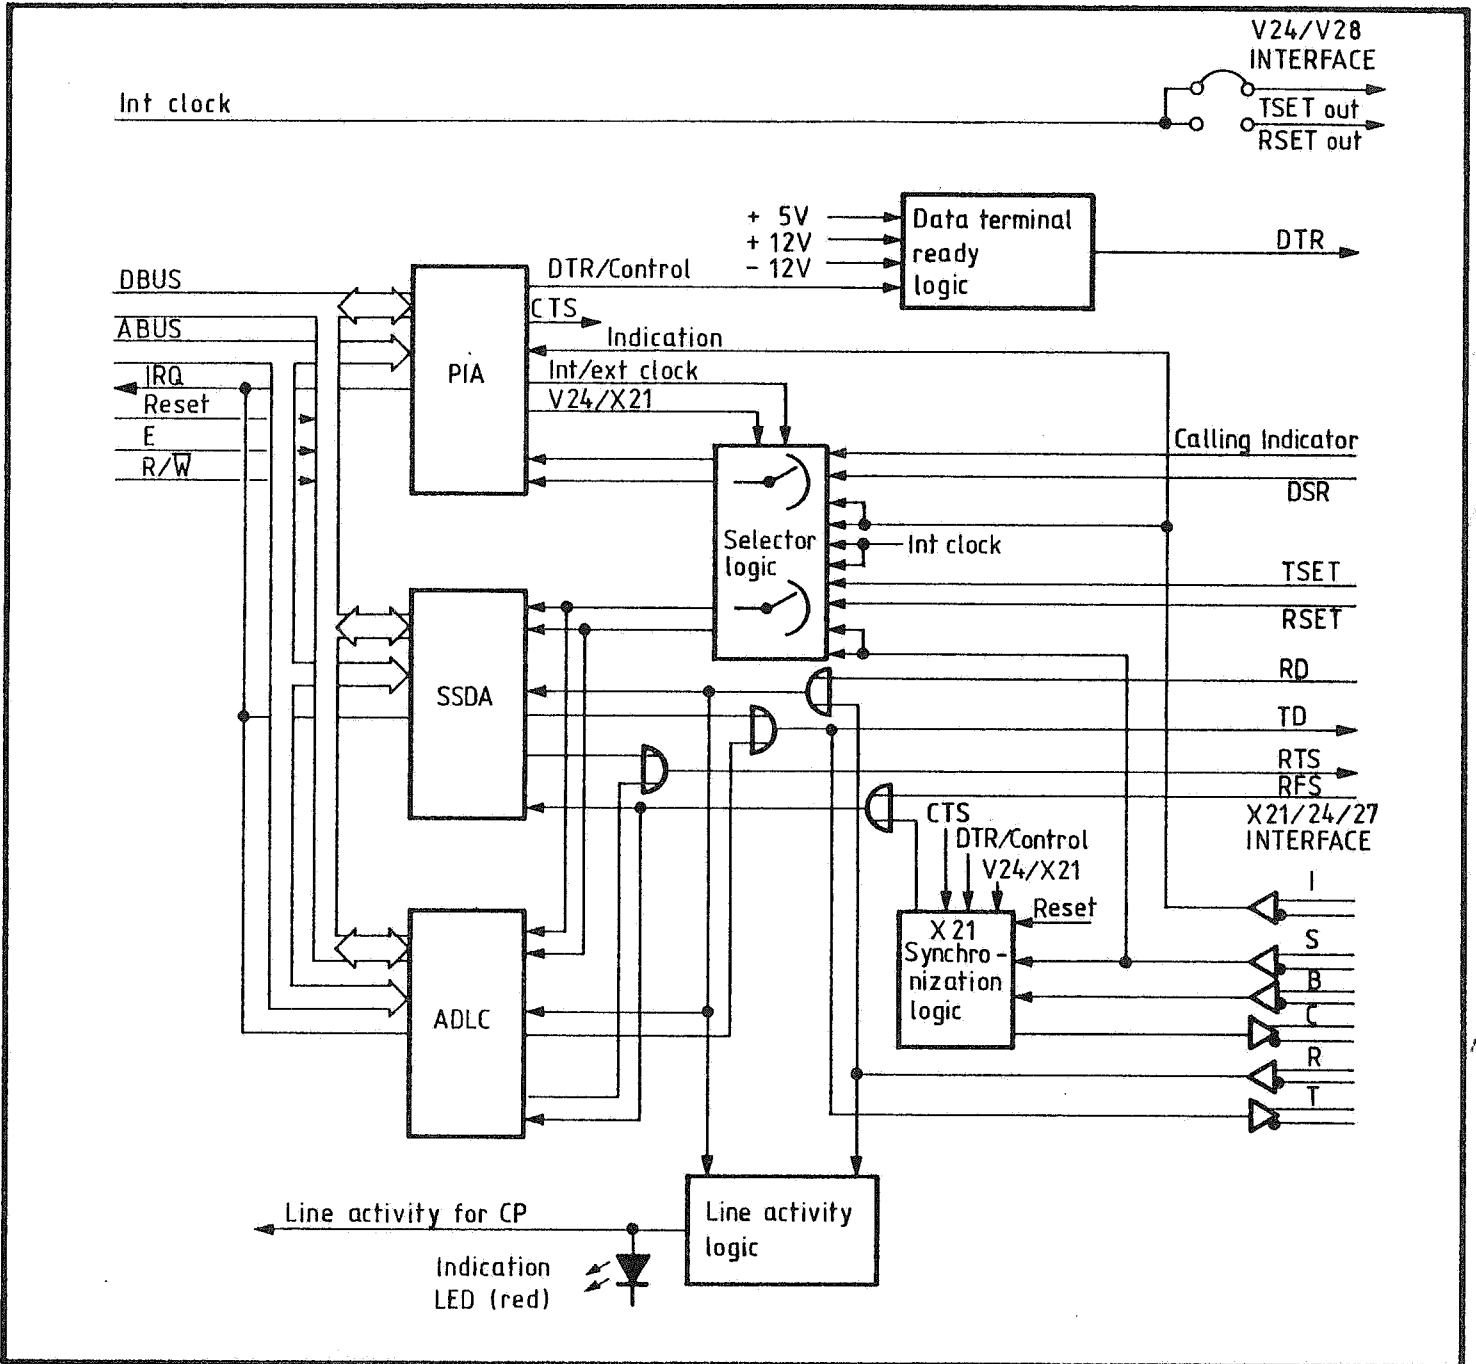 V24/V28
INTERFACE
Int clock
TSET out
RSET out
+ 5V
+ 12V
- 12V
Data terminal
ready
logic
DTR
DBUS
ABUS
IRQ
Reset
E
R/W̅
PIA
DTR/Control
CTS
Indication
Int/ext clock
V24/X21
Calling Indicator
DSR
Selector
logic
Int clock
TSET
RSET
RD
TD
RTS
RFS
SSDA
X21/24/27
INTERFACE
CTS
DTR/Control
V24/X21
Reset
X 21
Synchro-
nization
logic
I
S
B
C
R
T
ADLC
Line activity for CP
Line activity
logic
Indication
LED (red)